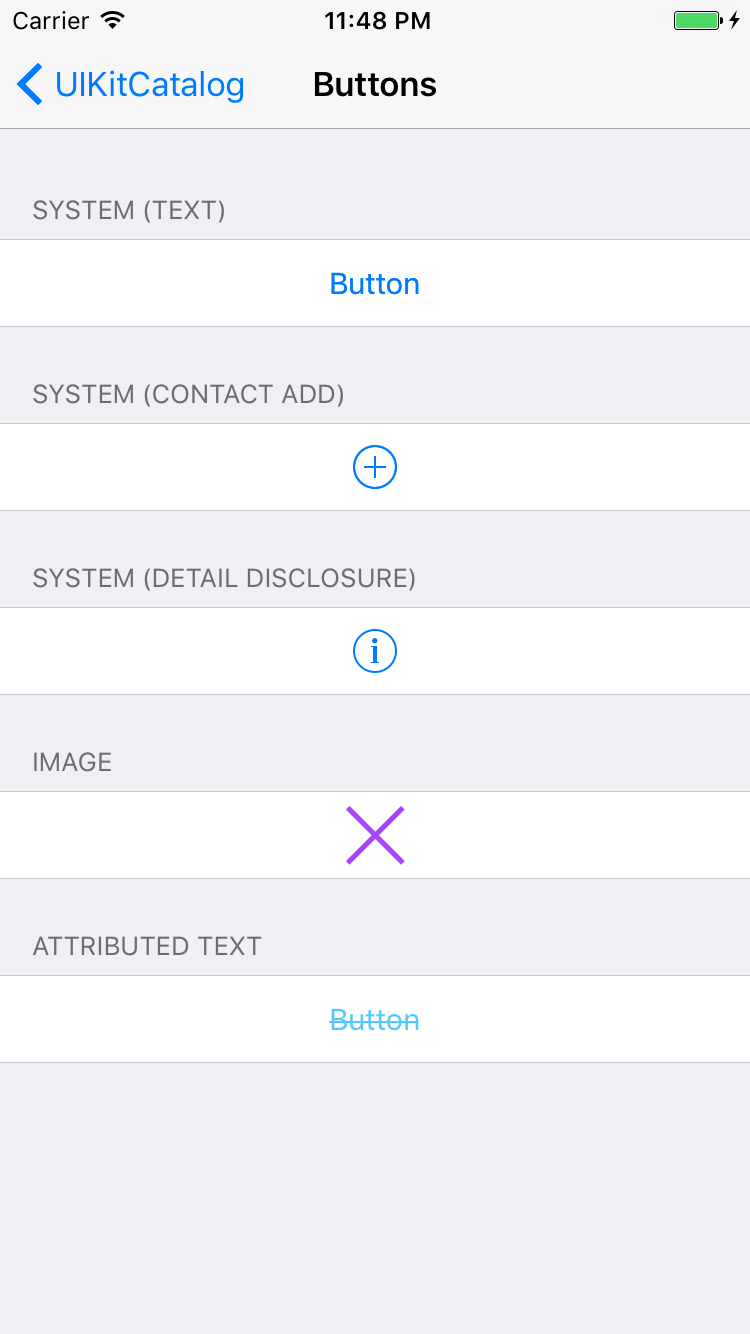 Carrier 11:48 PM
UIKitCatalog Buttons
SYSTEM (TEXT)
Button
SYSTEM (CONTACT ADD)
SYSTEM (DETAIL DISCLOSURE)
IMAGE
ATTRIBUTED TEXT
Button